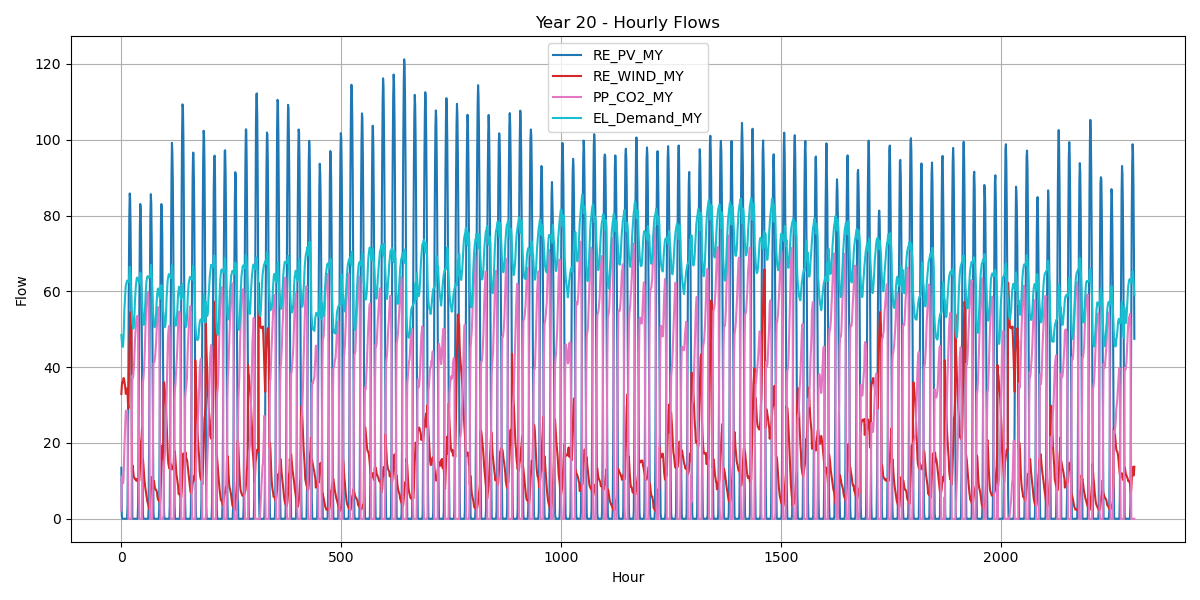 Year 20 - Hourly Flows
RE_PV_MY
RE_WIND_MY
PP_CO2_MY
EL_Demand_MY
Flow
120
100
80
60
40
20
0
0
500
1000
1500
2000
Hour